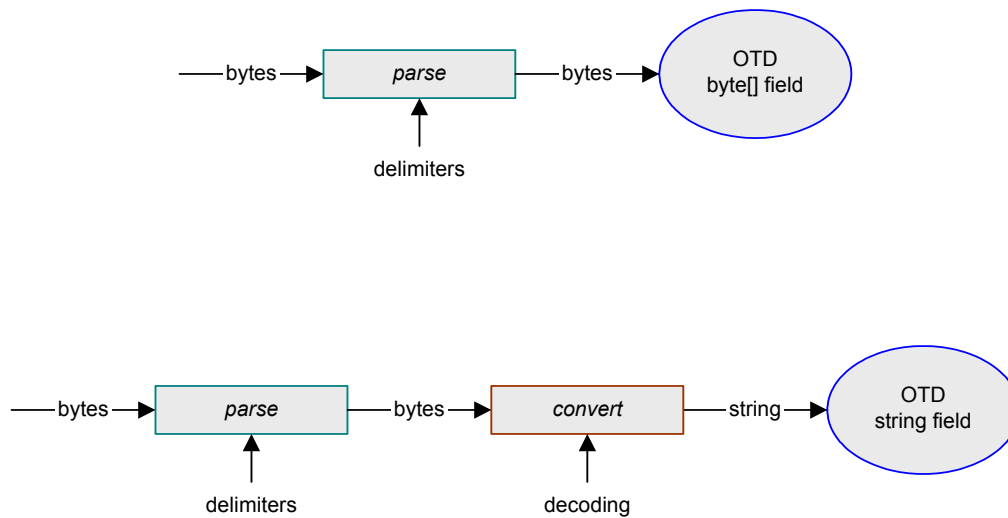 bytes
parse
bytes
OTD
byte[] field
delimiters
bytes
parse
bytes
convert
string
OTD
string field
delimiters
decoding